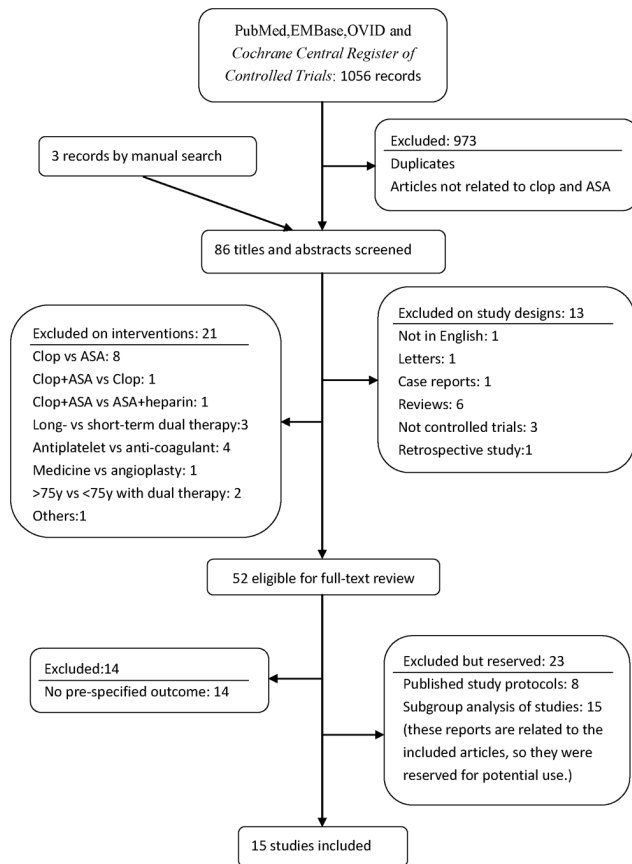 PubMed,EMBase,OVID and
Cochrane Central Register of
Controlled Trials: 1056 records
3 records by manual search
Excluded: 973
Duplicates
Articles not related to clop and ASA
86 titles and abstracts screened
Excluded on interventions: 21
Clop vs ASA: 8
Clop+ASA vs Clop: 1
Clop+ASA vs ASA+heparin: 1
Long- vs short-term dual therapy:3
Antiplatelet vs anti-coagulant: 4
Medicine vs angioplasty: 1
>75y vs <75y with dual therapy: 2
Others:1
Excluded on study designs: 13
Not in English: 1
Letters: 1
Case reports: 1
Reviews: 6
Not controlled trials: 3
Retrospective study:1
52 eligible for full-text review
Excluded:14
No pre-specified outcome: 14
Excluded but reserved: 23
Published study protocols: 8
Subgroup analysis of studies: 15
(these reports are related to the
included articles, so they were
reserved for potential use.)
15 studies included